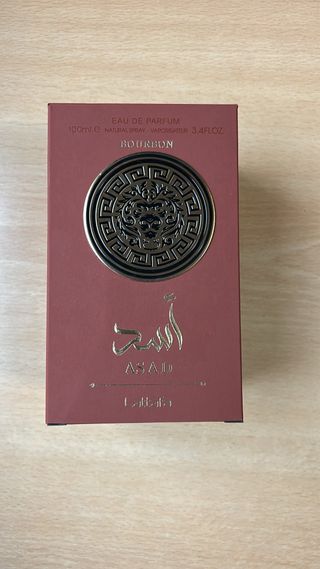 EAU DE PARFUM
100ml.℮ NATURAL SPRAY - VAPORISATEUR 3.4FL.OZ.
BOURBON
أسد
ASAD
Lattafa